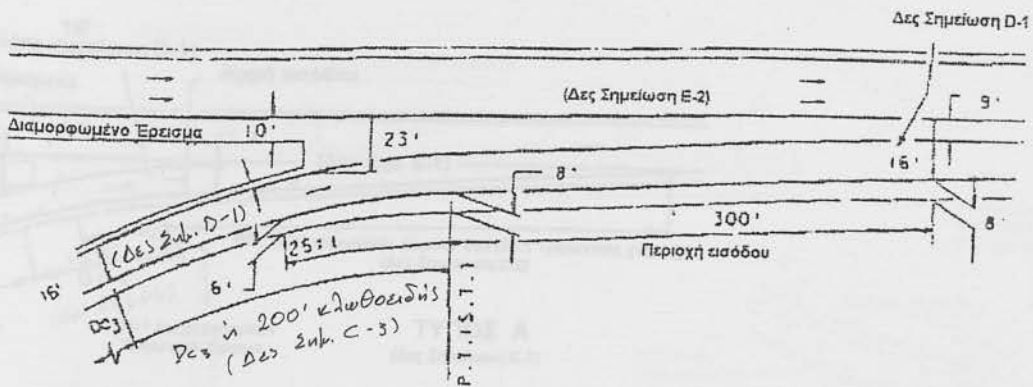 Δες Σημείωση D-1
(Δες Σημείωση E-2)
9'
Διαμορφωμένο Έρεισμα
10'
23'
16'
8'
300'
8'
Περιοχή εισόδου
(Δες Σημ. D-1)
25:1
6'
16'
DC3
DC3 ή 200' κλωθοειδής
(Δες Σημ. C-3)
P.T.I.S.T.
ΤΥΠΟΣ Α